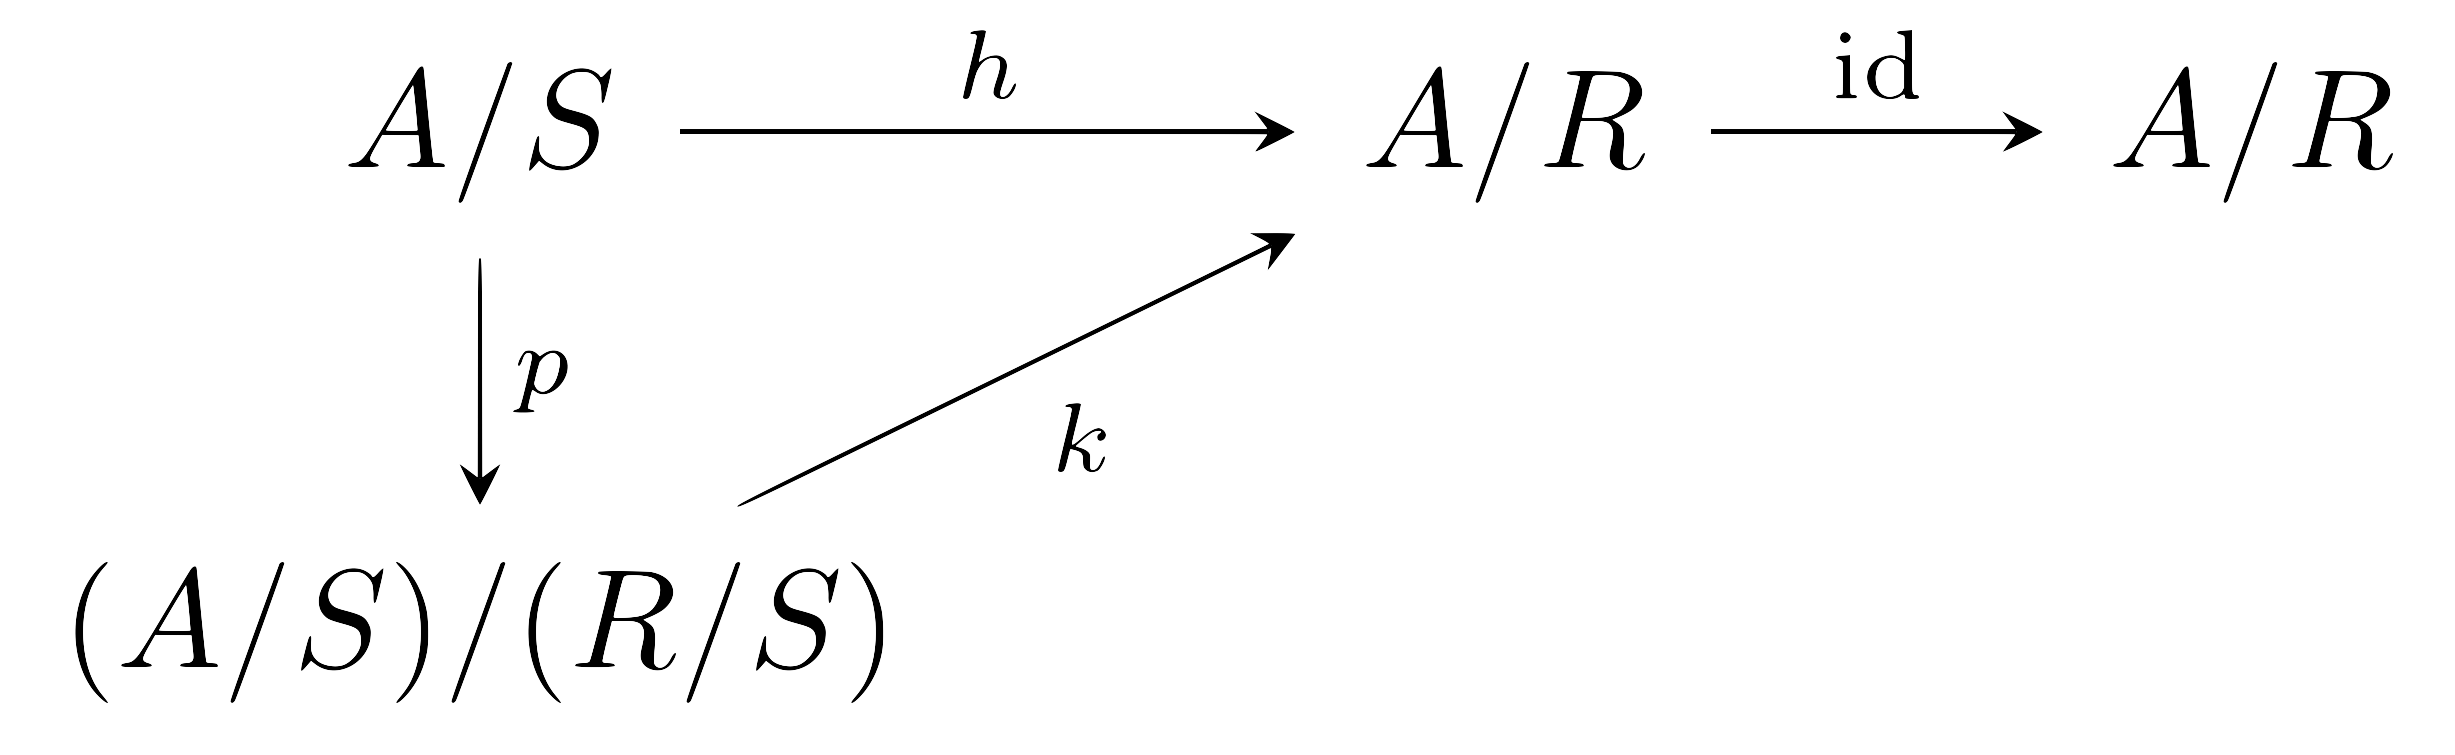 h id
A/S A/R A/R
p
k
(A/S)/(R/S)